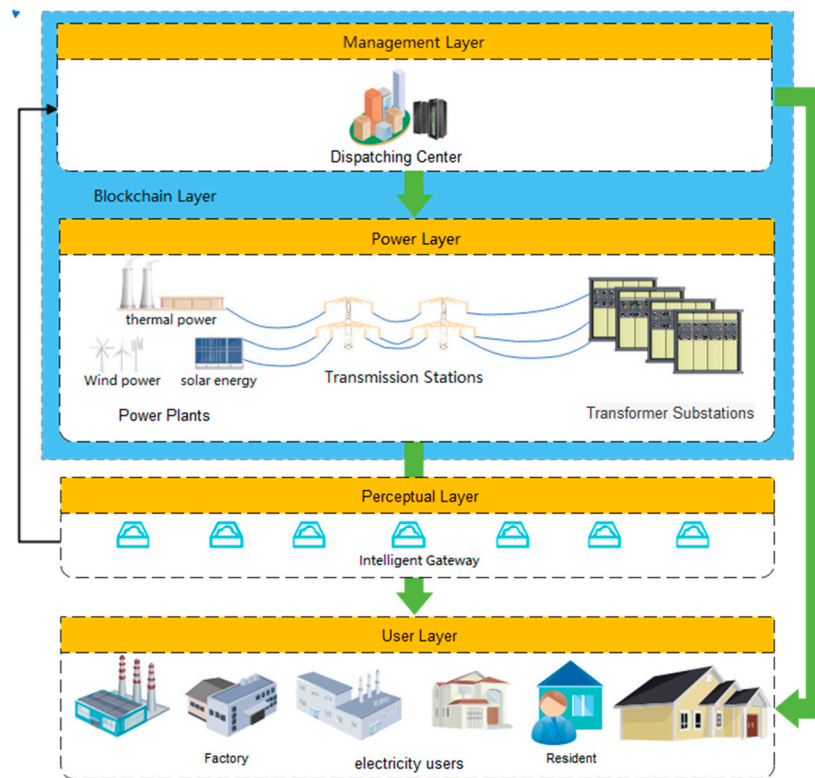 Management Layer
Dispatching Center
Blockchain Layer
Power Layer
thermal power
Wind power
solar energy
Transmission Stations
Power Plants
Transformer Substations
Perceptual Layer
Intelligent Gateway
User Layer
Factory
electricity users
Resident